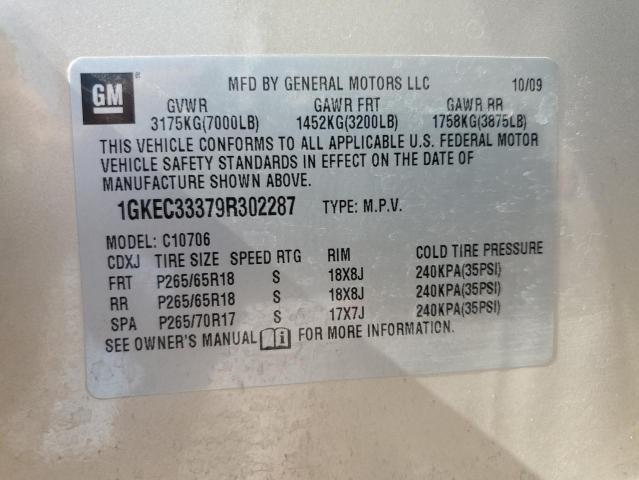 GM ®
MFD BY GENERAL MOTORS LLC 10/09
GVWR GAWR FRT GAWR RR
3175KG(7000LB) 1452KG(3200LB) 1758KG(3875LB)
THIS VEHICLE CONFORMS TO ALL APPLICABLE U.S. FEDERAL MOTOR
VEHICLE SAFETY STANDARDS IN EFFECT ON THE DATE OF
MANUFACTURE SHOWN ABOVE.
1GKEC33379R302287 TYPE: M.P.V.
MODEL: C10706
CDXJ TIRE SIZE SPEED RTG RIM COLD TIRE PRESSURE
FRT P265/65R18 S 18X8J 240KPA(35PSI)
RR P265/65R18 S 18X8J 240KPA(35PSI)
SPA P265/70R17 S 17X7J 240KPA(35PSI)
SEE OWNER'S MANUAL i FOR MORE INFORMATION.